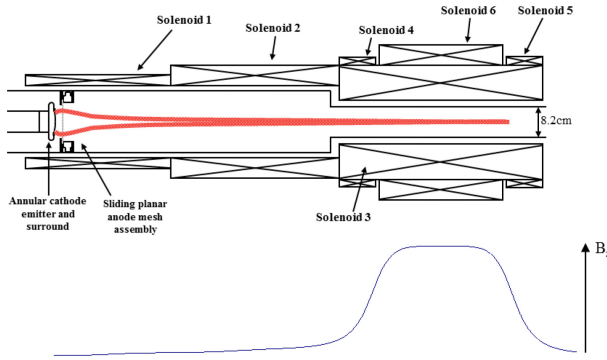 Solenoid 1
Solenoid 2
Solenoid 4
Solenoid 6
Solenoid 5
8.2cm
Annular cathode
emitter and
surround
Sliding planar
anode mesh
assembly
Solenoid 3
B